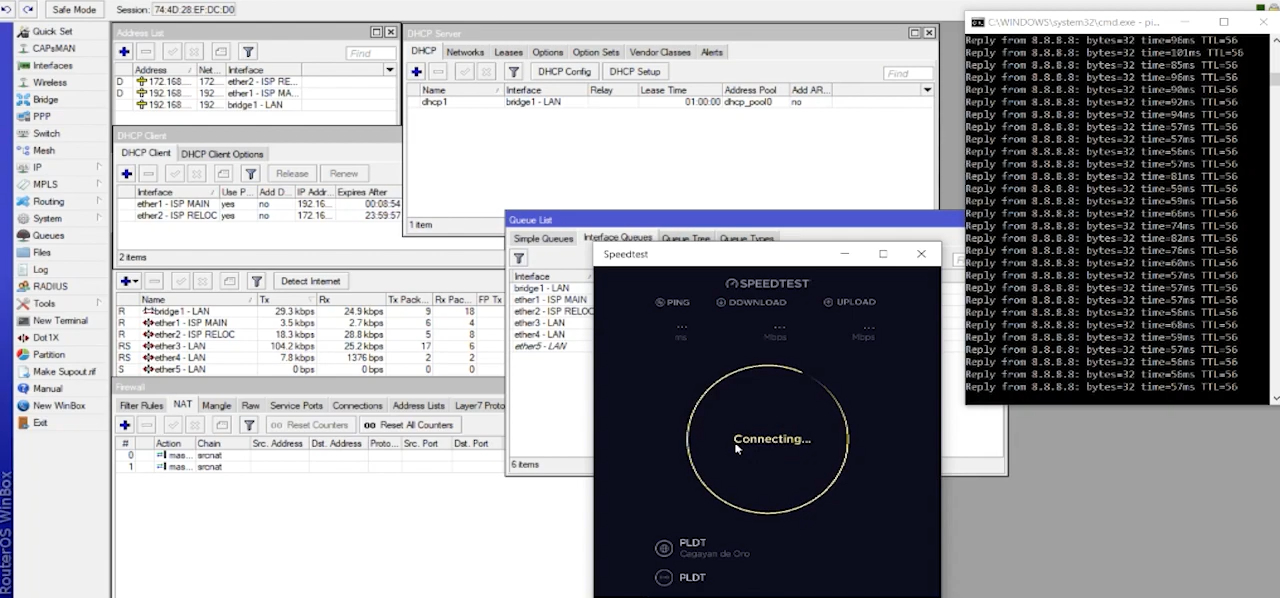 Safe Mode Session: 74:4D:28:EF:DC:D0
Quick Set
CAPsMAN
Interfaces
Wireless
Bridge
PPP
Switch
Mesh
IP
MPLS
Routing
System
Queues
Files
Log
RADIUS
Tools
New Terminal
Dot1X
Partition
Make Supout.rif
Manual
New WinBox
Exit
RouterOS WinBox
Address List
Find
Address Net... Interface
D 172.168.... 172... ether2 - ISP RE...
D 192.168.... 192... ether1 - ISP MA...
192.168.... 192... bridge1 - LAN
DHCP Client
DHCP Client DHCP Client Options
Release Renew
Interface Use P... Add D... IP Addr... Expires After
ether1 - ISP MAIN yes no 192.16... 00:08:54
ether2 - ISP RELOC yes no 172.16... 23:59:57
2 items
Detect Internet
Name Tx Rx Tx Pack... Rx Pac... FP Tx
R bridge1 - LAN 29.3 kbps 24.9 kbps 9 18
R ether1 - ISP MAIN 3.5 kbps 2.7 kbps 6 4
R ether2 - ISP RELOC 18.3 kbps 28.8 kbps 5 8
RS ether3 - LAN 104.2 kbps 25.2 kbps 17 6
RS ether4 - LAN 7.8 kbps 1376 bps 2 2
S ether5 - LAN 0 bps 0 bps 0 0
Firewall
Filter Rules NAT Mangle Raw Service Ports Connections Address Lists Layer7 Proto
Reset Counters Reset All Counters
# Action Chain Src. Address Dst. Address Proto... Src. Port Dst. Port
0 mas... srcnat
1 mas... srcnat
DHCP Server
DHCP Networks Leases Options Option Sets Vendor Classes Alerts
DHCP Config DHCP Setup Find
Name Interface Relay Lease Time Address Pool Add AR...
dhcp1 bridge1 - LAN 01:00:00 dhcp_pool0 no
1 item
Queue List
Simple Queues Interface Queues Queue Tree Queue Types
Interface
bridge1 - LAN
ether1 - ISP MAIN
ether2 - ISP RELOC
ether3 - LAN
ether4 - LAN
ether5 - LAN
6 items
Speedtest
SPEEDTEST
PING DOWNLOAD UPLOAD
... ... ...
ms Mbps Mbps
Connecting...
PLDT
Cagayan de Oro
PLDT
C:\WINDOWS\system32\cmd.exe - pi...
Reply from 8.8.8.8: bytes=32 time=96ms TTL=56
Reply from 8.8.8.8: bytes=32 time=101ms TTL=56
Reply from 8.8.8.8: bytes=32 time=85ms TTL=56
Reply from 8.8.8.8: bytes=32 time=96ms TTL=56
Reply from 8.8.8.8: bytes=32 time=90ms TTL=56
Reply from 8.8.8.8: bytes=32 time=92ms TTL=56
Reply from 8.8.8.8: bytes=32 time=94ms TTL=56
Reply from 8.8.8.8: bytes=32 time=57ms TTL=56
Reply from 8.8.8.8: bytes=32 time=57ms TTL=56
Reply from 8.8.8.8: bytes=32 time=56ms TTL=56
Reply from 8.8.8.8: bytes=32 time=57ms TTL=56
Reply from 8.8.8.8: bytes=32 time=81ms TTL=56
Reply from 8.8.8.8: bytes=32 time=59ms TTL=56
Reply from 8.8.8.8: bytes=32 time=59ms TTL=56
Reply from 8.8.8.8: bytes=32 time=66ms TTL=56
Reply from 8.8.8.8: bytes=32 time=74ms TTL=56
Reply from 8.8.8.8: bytes=32 time=82ms TTL=56
Reply from 8.8.8.8: bytes=32 time=76ms TTL=56
Reply from 8.8.8.8: bytes=32 time=60ms TTL=56
Reply from 8.8.8.8: bytes=32 time=57ms TTL=56
Reply from 8.8.8.8: bytes=32 time=57ms TTL=56
Reply from 8.8.8.8: bytes=32 time=57ms TTL=56
Reply from 8.8.8.8: bytes=32 time=56ms TTL=56
Reply from 8.8.8.8: bytes=32 time=68ms TTL=56
Reply from 8.8.8.8: bytes=32 time=59ms TTL=56
Reply from 8.8.8.8: bytes=32 time=57ms TTL=56
Reply from 8.8.8.8: bytes=32 time=57ms TTL=56
Reply from 8.8.8.8: bytes=32 time=56ms TTL=56
Reply from 8.8.8.8: bytes=32 time=57ms TTL=56